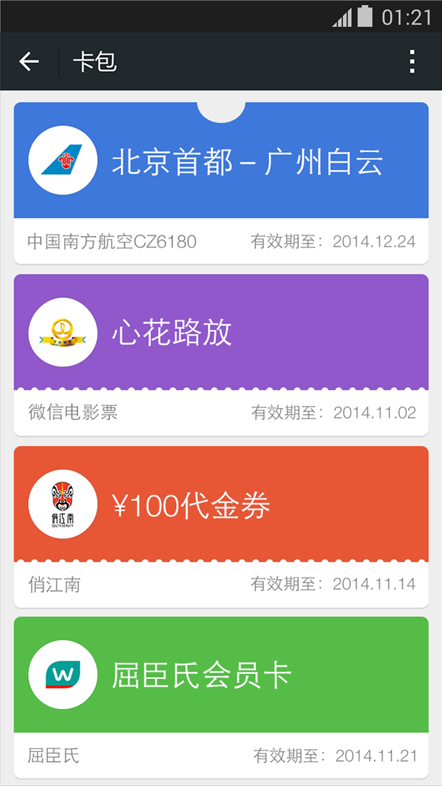 01:21
卡包
北京首都 – 广州白云
中国南方航空CZ6180 有效期至: 2014.12.24
心花路放
微信电影票 有效期至: 2014.11.02
¥100代金券
俏江南
SOUTH BEAUTY
俏江南 有效期至: 2014.11.14
W
屈臣氏会员卡
屈臣氏 有效期至: 2014.11.21